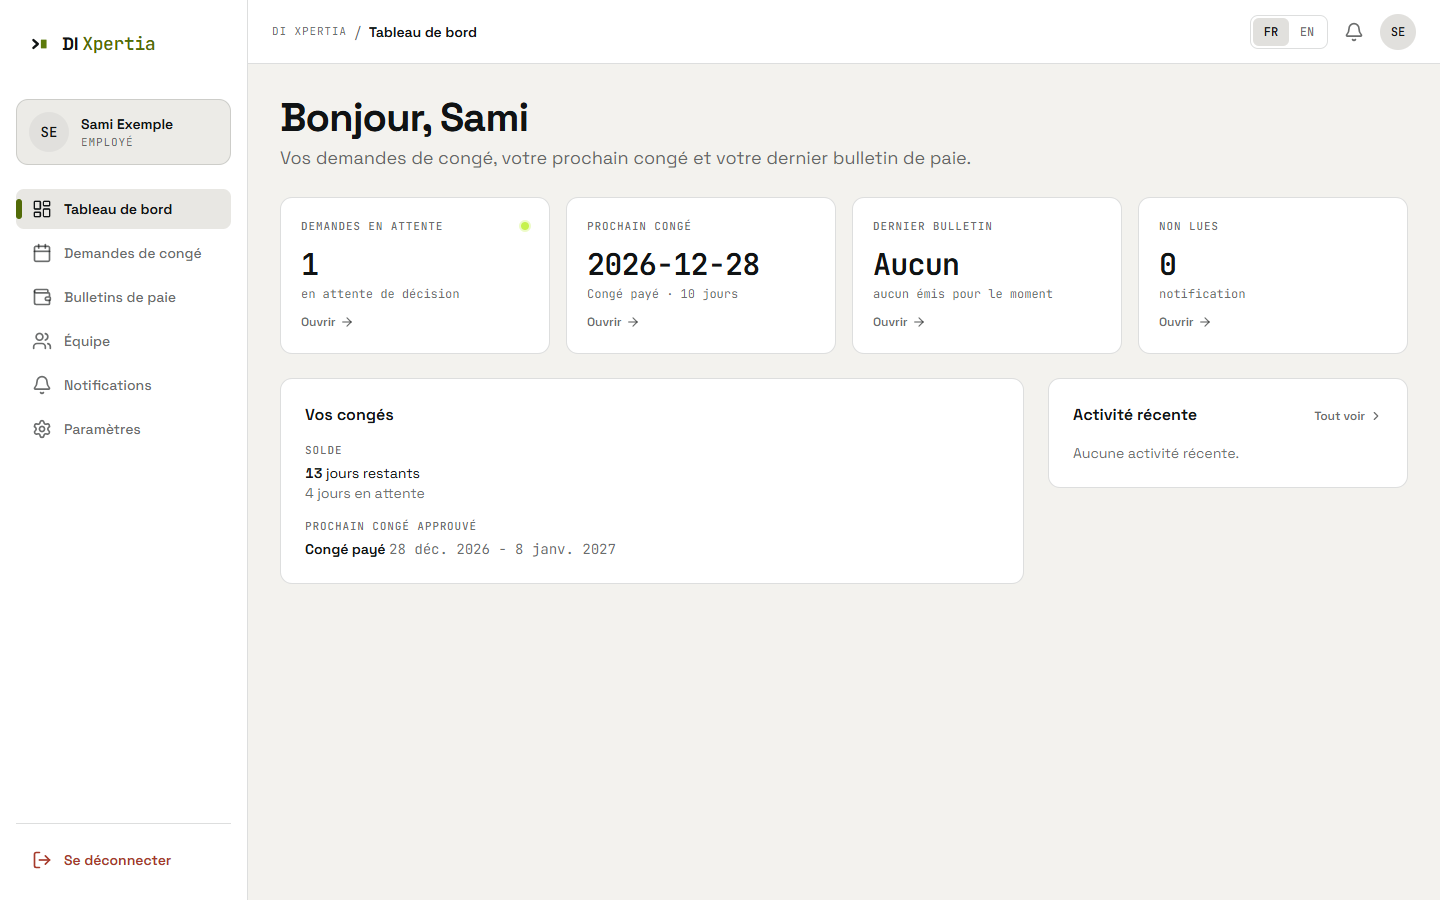 DI Xpertia
SE
Sami Exemple
EMPLOYÉ
Tableau de bord
Demandes de congé
Bulletins de paie
Équipe
Notifications
Paramètres
Se déconnecter
DI XPERTIA / Tableau de bord
FR EN
SE
Bonjour, Sami
Vos demandes de congé, votre prochain congé et votre dernier bulletin de paie.
DEMANDES EN ATTENTE
1
en attente de décision
Ouvrir
PROCHAIN CONGÉ
2026-12-28
Congé payé · 10 jours
Ouvrir
DERNIER BULLETIN
Aucun
aucun émis pour le moment
Ouvrir
NON LUES
0
notification
Ouvrir
Vos congés
SOLDE
13 jours restants
4 jours en attente
PROCHAIN CONGÉ APPROUVÉ
Congé payé 28 déc. 2026 - 8 janv. 2027
Activité récente
Tout voir
Aucune activité récente.